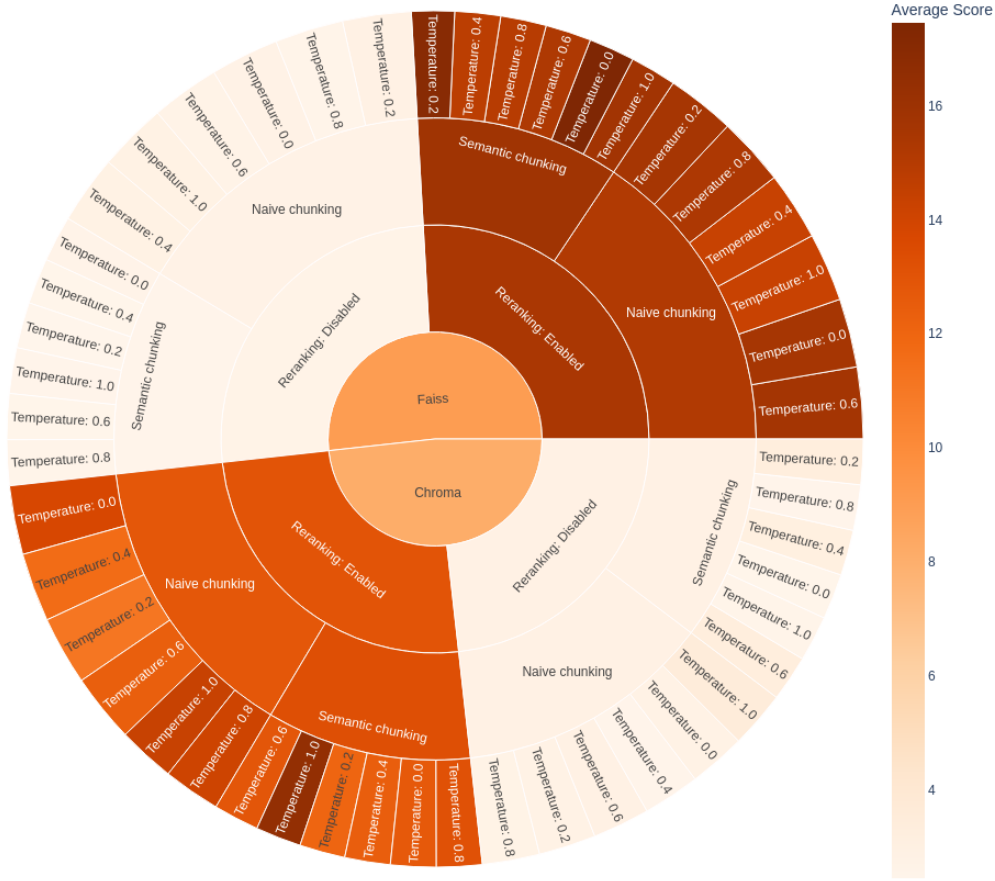 Average Score
16
14
12
10
8
6
4
Faiss
Reranking: Enabled
Semantic chunking
Temperature: 0.2
Temperature: 0.4
Temperature: 0.8
Temperature: 0.6
Temperature: 0.0
Temperature: 1.0
Naive chunking
Temperature: 0.2
Temperature: 0.8
Temperature: 0.4
Temperature: 1.0
Temperature: 0.0
Temperature: 0.6
Reranking: Disabled
Naive chunking
Temperature: 0.2
Temperature: 0.8
Temperature: 0.0
Temperature: 0.6
Temperature: 1.0
Temperature: 0.4
Semantic chunking
Temperature: 0.0
Temperature: 0.4
Temperature: 0.2
Temperature: 1.0
Temperature: 0.6
Temperature: 0.8
Chroma
Reranking: Enabled
Naive chunking
Temperature: 0.0
Temperature: 0.4
Temperature: 0.2
Temperature: 0.6
Temperature: 1.0
Temperature: 0.8
Semantic chunking
Temperature: 0.6
Temperature: 1.0
Temperature: 0.2
Temperature: 0.4
Temperature: 0.0
Temperature: 0.8
Reranking: Disabled
Naive chunking
Temperature: 0.8
Temperature: 0.2
Temperature: 0.6
Temperature: 0.4
Temperature: 0.0
Temperature: 1.0
Semantic chunking
Temperature: 0.6
Temperature: 1.0
Temperature: 0.0
Temperature: 0.4
Temperature: 0.8
Temperature: 0.2